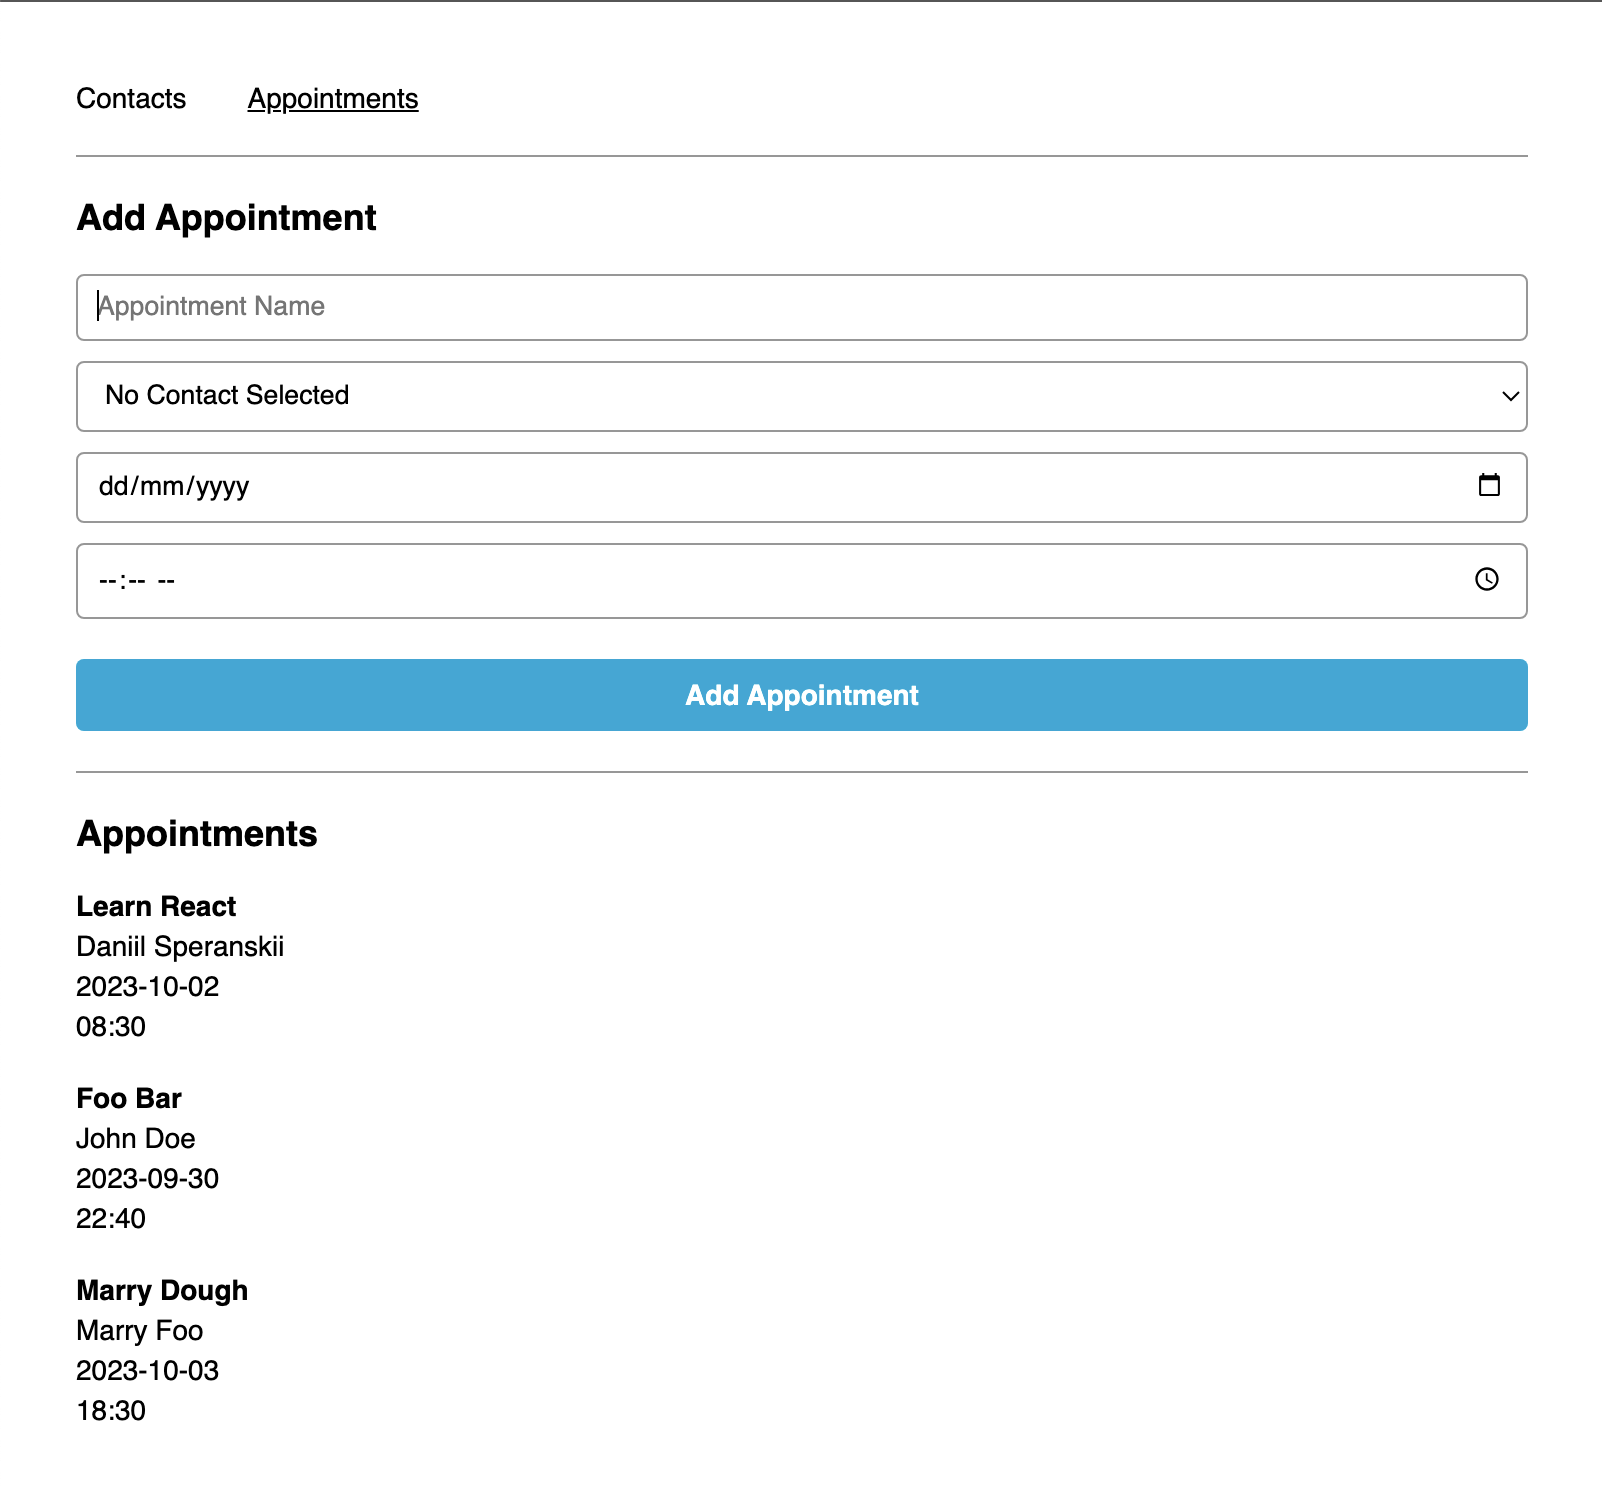 Contacts Appointments
Add Appointment
Appointment Name
No Contact Selected
dd/mm/yyyy
--:-- --
Add Appointment
Appointments
Learn React
Daniil Speranskii
2023-10-02
08:30
Foo Bar
John Doe
2023-09-30
22:40
Marry Dough
Marry Foo
2023-10-03
18:30